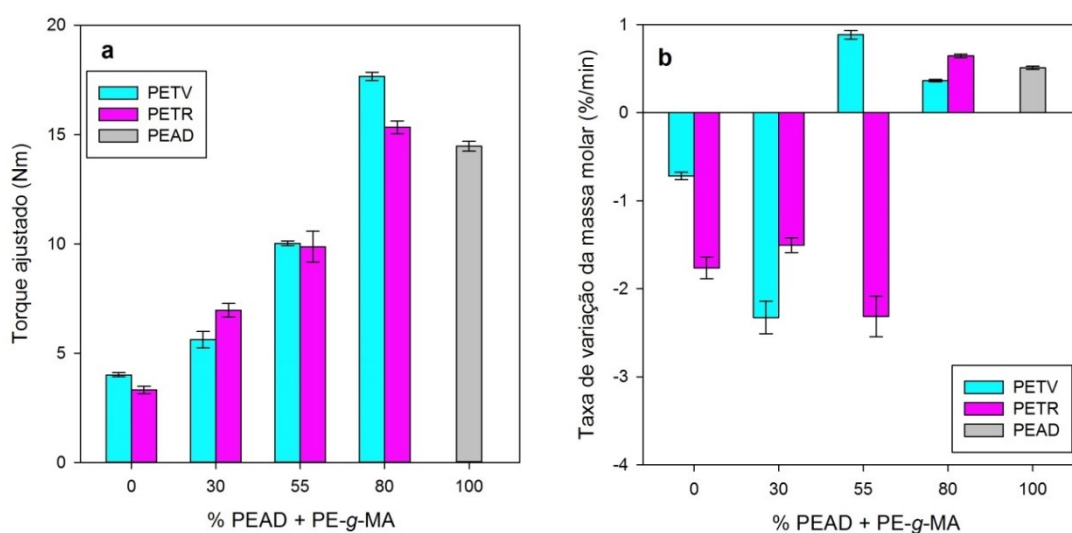 a
Torque ajustado (Nm)
20
15
10
5
0
PETV
PETR
PEAD
0 30 55 80 100
% PEAD + PE-g-MA
b
Taxa de variação da massa molar (%/min)
1
0
-1
-2
-3
-4
PETV
PETR
PEAD
0 30 55 80 100
% PEAD + PE-g-MA